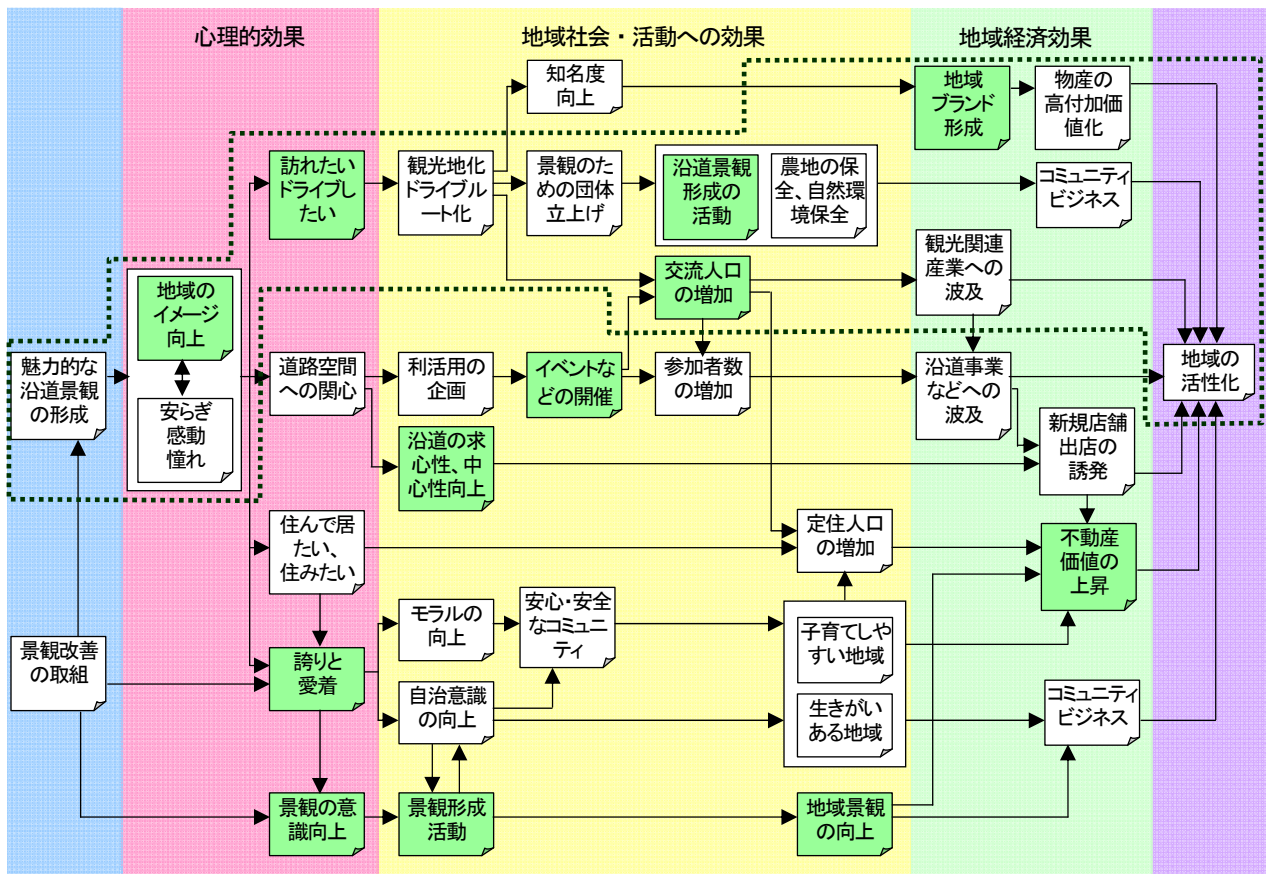 心理的効果
地域社会・活動への効果
地域経済効果
知名度
向上
地域
ブランド
形成
物産の
高付加価
値化
訪れたい
ドライブし
たい
観光地化
ドライブル
ート化
景観のた
めの団体
立上げ
沿道景観
形成の
活動
農地の保
全、自然環
境保全
コミュニティ
ビジネス
交流人口
の増加
観光関連
産業への
波及
地域の
イメージ
向上
安らぎ
感動
憧れ
魅力的な
沿道景観
の形成
道路空間
への関心
利活用の
企画
イベントな
どの開催
参加者数
の増加
沿道事業
などへの
波及
地域の
活性化
沿道の求
心性、中
心性向上
新規店舗
出店の
誘発
住んで居
たい、
住みたい
定住人口
の増加
不動産
価値の
上昇
モラルの
向上
安心・安全
なコミュニ
ティ
子育てしや
すい地域
景観改善
の取組
誇りと
愛着
自治意識
の向上
生きがい
ある地域
コミュニティ
ビジネス
景観の意
識向上
景観形成
活動
地域景観
の向上